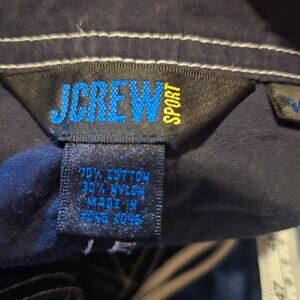 JCREW
SPORT
70% COTTON
30% NYLON
MADE IN
HONG KONG